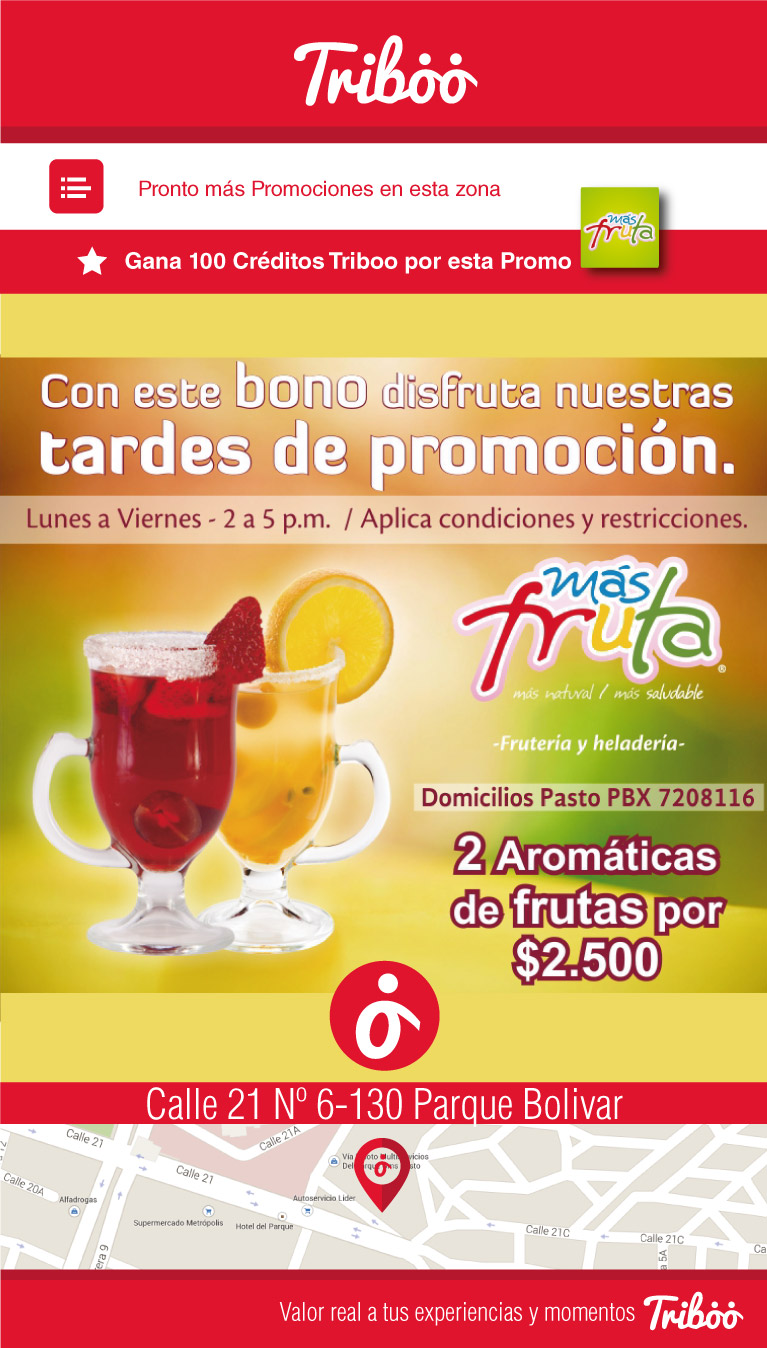 Triboo
Pronto más Promociones en esta zona
más
fruta
Gana 100 Créditos Triboo por esta Promo
Con este bono disfruta nuestras
tardes de promoción.
Lunes a Viernes - 2 a 5 p.m. / Aplica condiciones y restricciones.
más
fruta®
más natural / más saludable
-Frutería y heladería-
Domicilios Pasto PBX 7208116
2 Aromáticas
de frutas por
$2.500
Calle 21 Nº 6-130 Parque Bolivar
Calle 21
Calle 21A
Calle 21
Calle 20A
Alfadrogas
Supermercado Metrópolis
Hotel del Parque
Autoservicio Lider
Calle 21C
Calle 21C
Valor real a tus experiencias y momentos Triboo